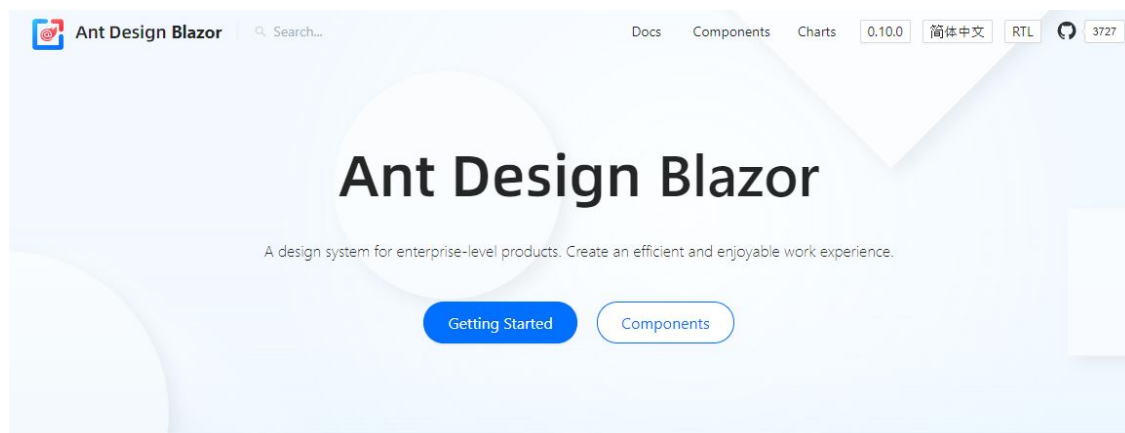 Ant Design Blazor Search... Docs Components Charts 0.10.0 简体中文 RTL 3727
Ant Design Blazor
A design system for enterprise-level products. Create an efficient and enjoyable work experience.
Getting Started Components